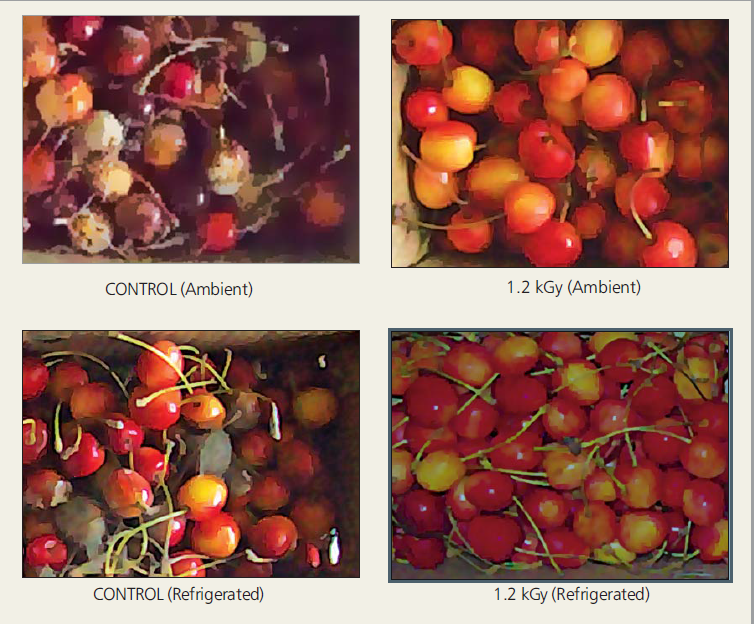 CONTROL (Ambient)
1.2 kGy (Ambient)
CONTROL (Refrigerated)
1.2 kGy (Refrigerated)